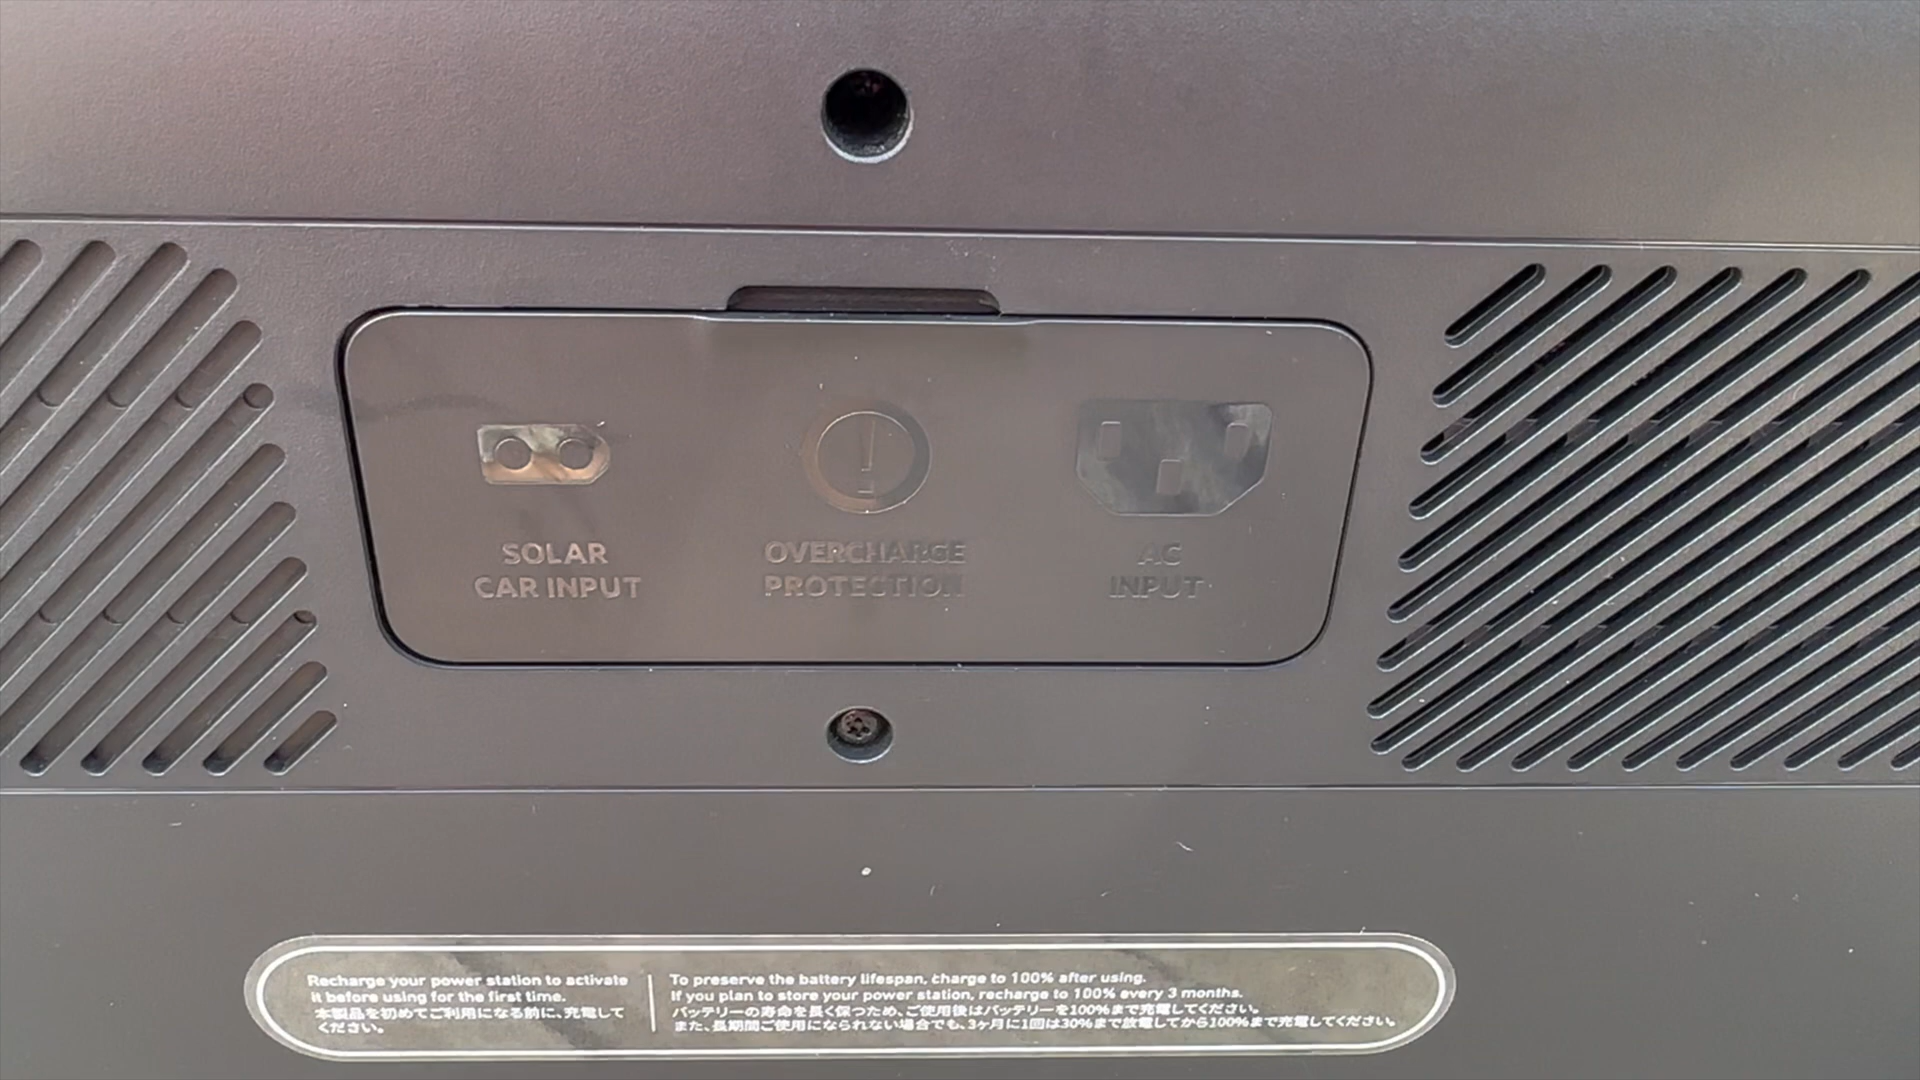 SOLAR
CAR INPUT
OVERCHARGE
PROTECTION
AC
INPUT
Recharge your power station to activate
it before using for the first time.
本製品を初めてご利用になる前に、充電して
ください。
To preserve the battery lifespan, charge to 100% after using.
If you plan to store your power station, recharge to 100% every 3 months.
バッテリーの寿命を長く保つため、ご使用後はバッテリーを100%まで充電してください。
また、長期間ご使用になられない場合でも、3ヶ月に1回は30%まで放電してから100%まで充電してください。